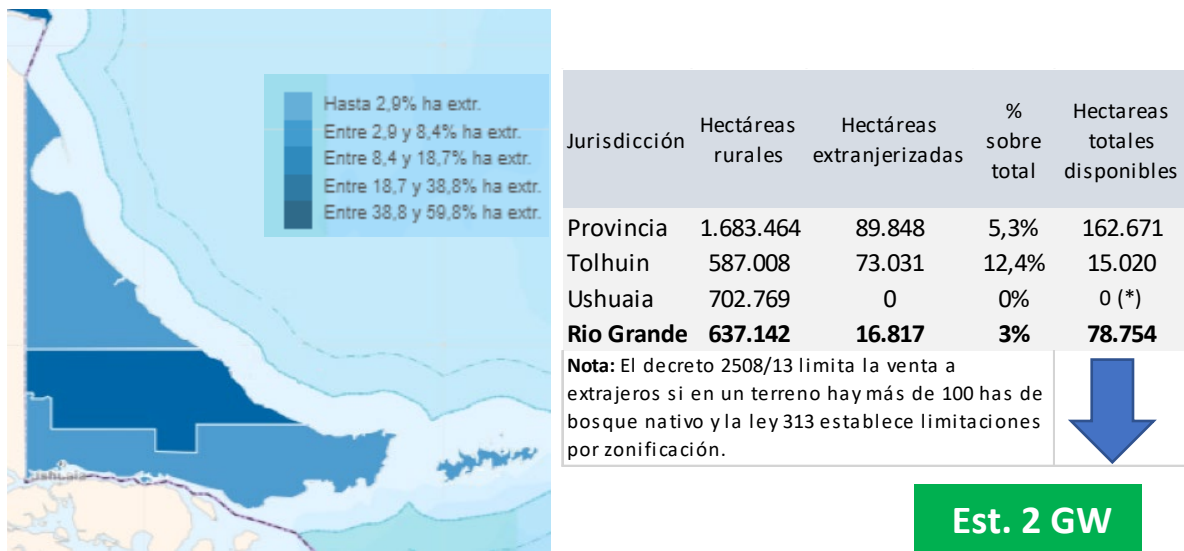 Hasta 2,9% ha extr.
Entre 2,9 y 8,4% ha extr.
Entre 8,4 y 18,7% ha extr.
Entre 18,7 y 38,8% ha extr.
Entre 38,8 y 59,8% ha extr.
Ushuaia
Jurisdicción Hectáreas rurales Hectáreas extranjerizadas % sobre total Hectareas totales disponibles
Provincia 1.683.464 89.848 5,3% 162.671
Tolhuin 587.008 73.031 12,4% 15.020
Ushuaia 702.769 0 0% 0 (*)
Rio Grande 637.142 16.817 3% 78.754
Nota: El decreto 2508/13 limita la venta a
extrajeros si en un terreno hay más de 100 has de
bosque nativo y la ley 313 establece limitaciones
por zonificación.
Est. 2 GW